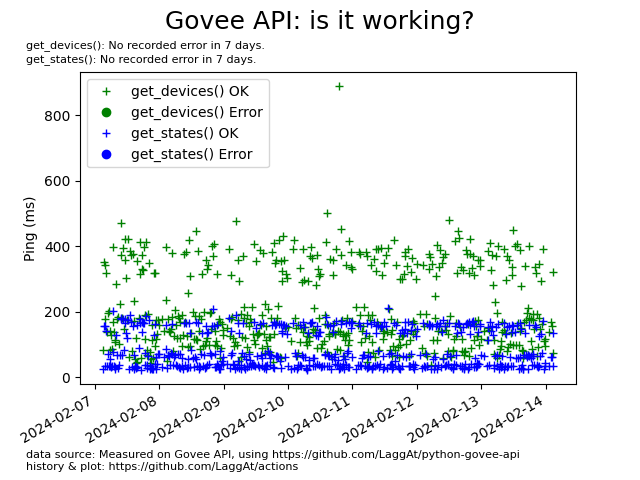 Govee API: is it working?
get_devices(): No recorded error in 7 days.
get_states(): No recorded error in 7 days.
get_devices() OK
get_devices() Error
get_states() OK
get_states() Error
Ping (ms)
800
600
400
200
0
2024-02-07
2024-02-08
2024-02-09
2024-02-10
2024-02-11
2024-02-12
2024-02-13
2024-02-14
data source: Measured on Govee API, using https://github.com/LaggAt/python-govee-api
history & plot: https://github.com/LaggAt/actions